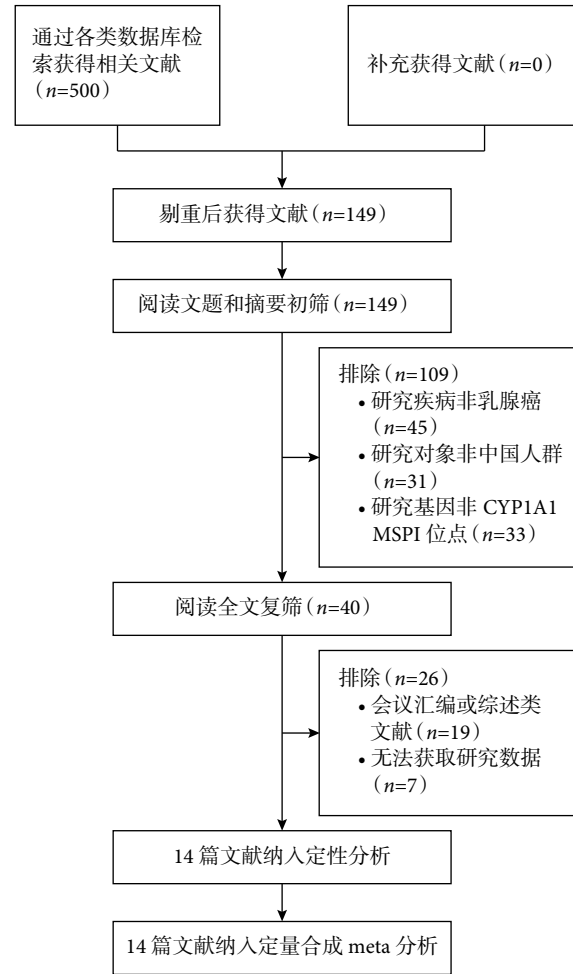 通过各类数据库检
索获得相关文献
（n=500）
补充获得文献（n=0）
剔重后获得文献（n=149）
阅读文题和摘要初筛（n=149）
排除（n=109）
• 研究疾病非乳腺癌
（n=45）
• 研究对象非中国人群
（n=31）
• 研究基因非 CYP1A1
MSPI 位点（n=33）
阅读全文复筛（n=40）
排除（n=26）
• 会议汇编或综述类
文献（n=19）
• 无法获取研究数据
（n=7）
14 篇文献纳入定性分析
14 篇文献纳入定量合成 meta 分析